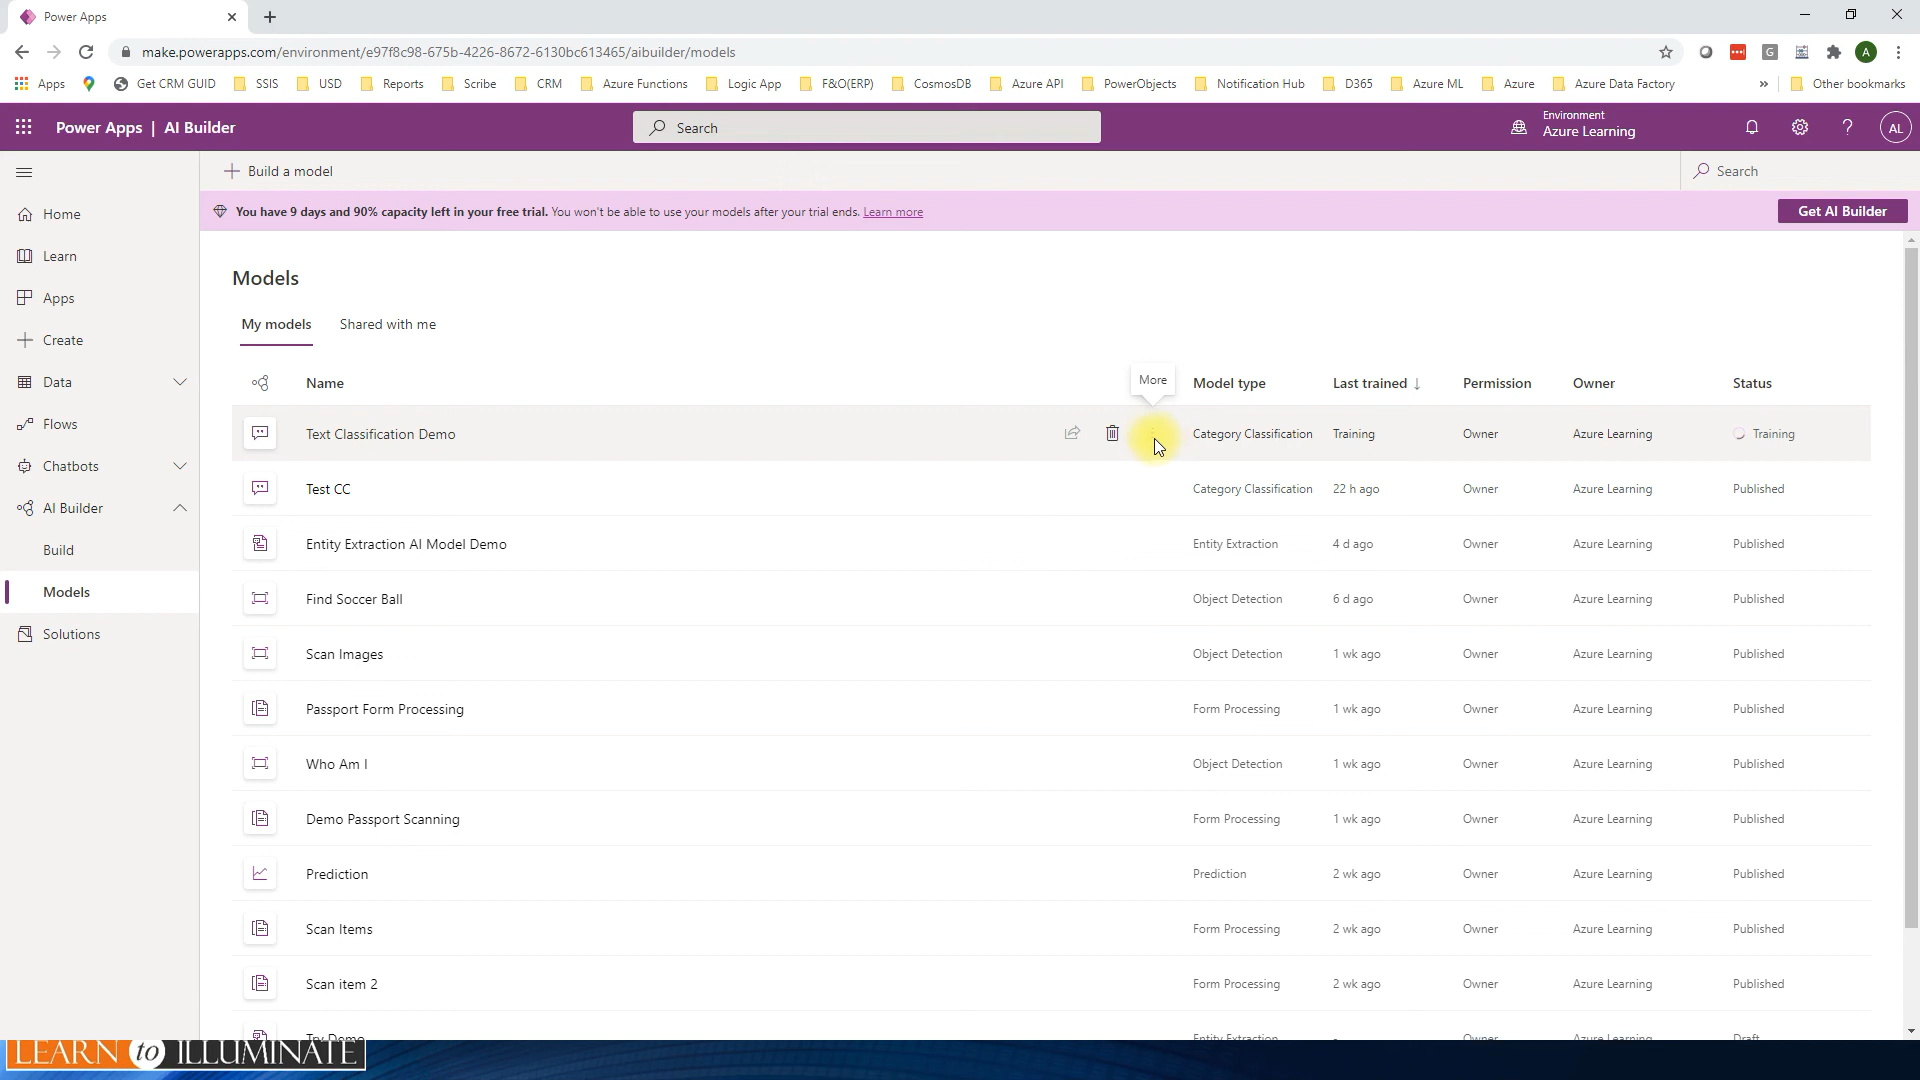 Power Apps
make.powerapps.com/environment/e97f8c98-675b-4226-8672-6130bc613465/aibuilder/models
Apps Get CRM GUID SSIS USD Reports Scribe CRM Azure Functions Logic App F&O(ERP) CosmosDB Azure API PowerObjects Notification Hub D365 Azure ML Azure Azure Data Factory » Other bookmarks
Power Apps | AI Builder Search Environment
Azure Learning AL
Build a model Search
You have 9 days and 90% capacity left in your free trial. You won't be able to use your models after your trial ends. Learn more Get AI Builder
Home
Learn
Apps
Create
Data
Flows
Chatbots
AI Builder
Build
Models
Solutions
Models
My models Shared with me
More
Name Model type Last trained ↓ Permission Owner Status
Text Classification Demo Category Classification Training Owner Azure Learning Training
Test CC Category Classification 22 h ago Owner Azure Learning Published
Entity Extraction AI Model Demo Entity Extraction 4 d ago Owner Azure Learning Published
Find Soccer Ball Object Detection 6 d ago Owner Azure Learning Published
Scan Images Object Detection 1 wk ago Owner Azure Learning Published
Passport Form Processing Form Processing 1 wk ago Owner Azure Learning Published
Who Am I Object Detection 1 wk ago Owner Azure Learning Published
Demo Passport Scanning Form Processing 1 wk ago Owner Azure Learning Published
Prediction Prediction 2 wk ago Owner Azure Learning Published
Scan Items Form Processing 2 wk ago Owner Azure Learning Published
Scan item 2 Form Processing 2 wk ago Owner Azure Learning Published
Try Demo Entity Extraction - Owner Azure Learning Draft
LEARN to ILLUMINATE